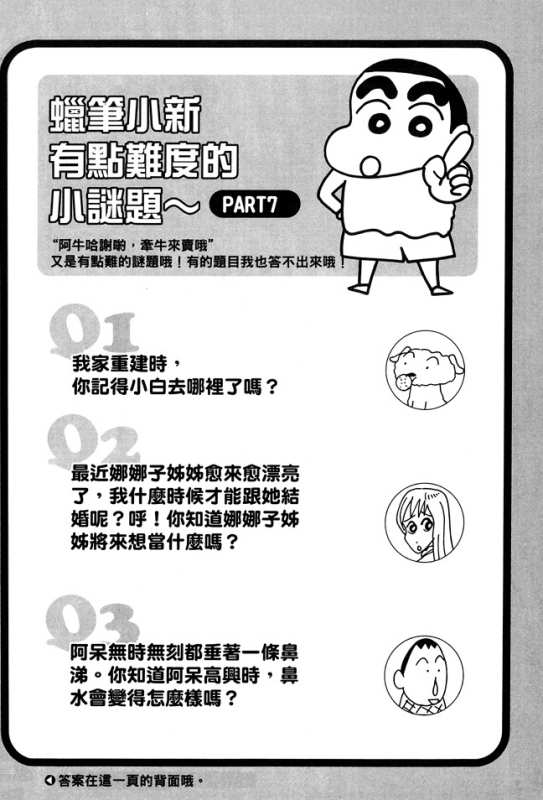 蠟筆小新
有點難度的
小謎題～ PART7
“阿牛哈謝喲，牽牛來賣哦”
又是有點難的謎題哦！有的題目我也答不出來哦！
Q1
我家重建時，
你記得小白去哪裡了嗎？
Q2
最近娜娜子姊姊愈來愈漂亮
了，我什麼時候才能跟她結
婚呢？呼！你知道娜娜子姊
姊將來想當什麼嗎？
Q3
阿呆無時無刻都垂著一條鼻
涕。你知道阿呆高興時，鼻
水會變得怎麼樣嗎？
答案在這一頁的背面哦。